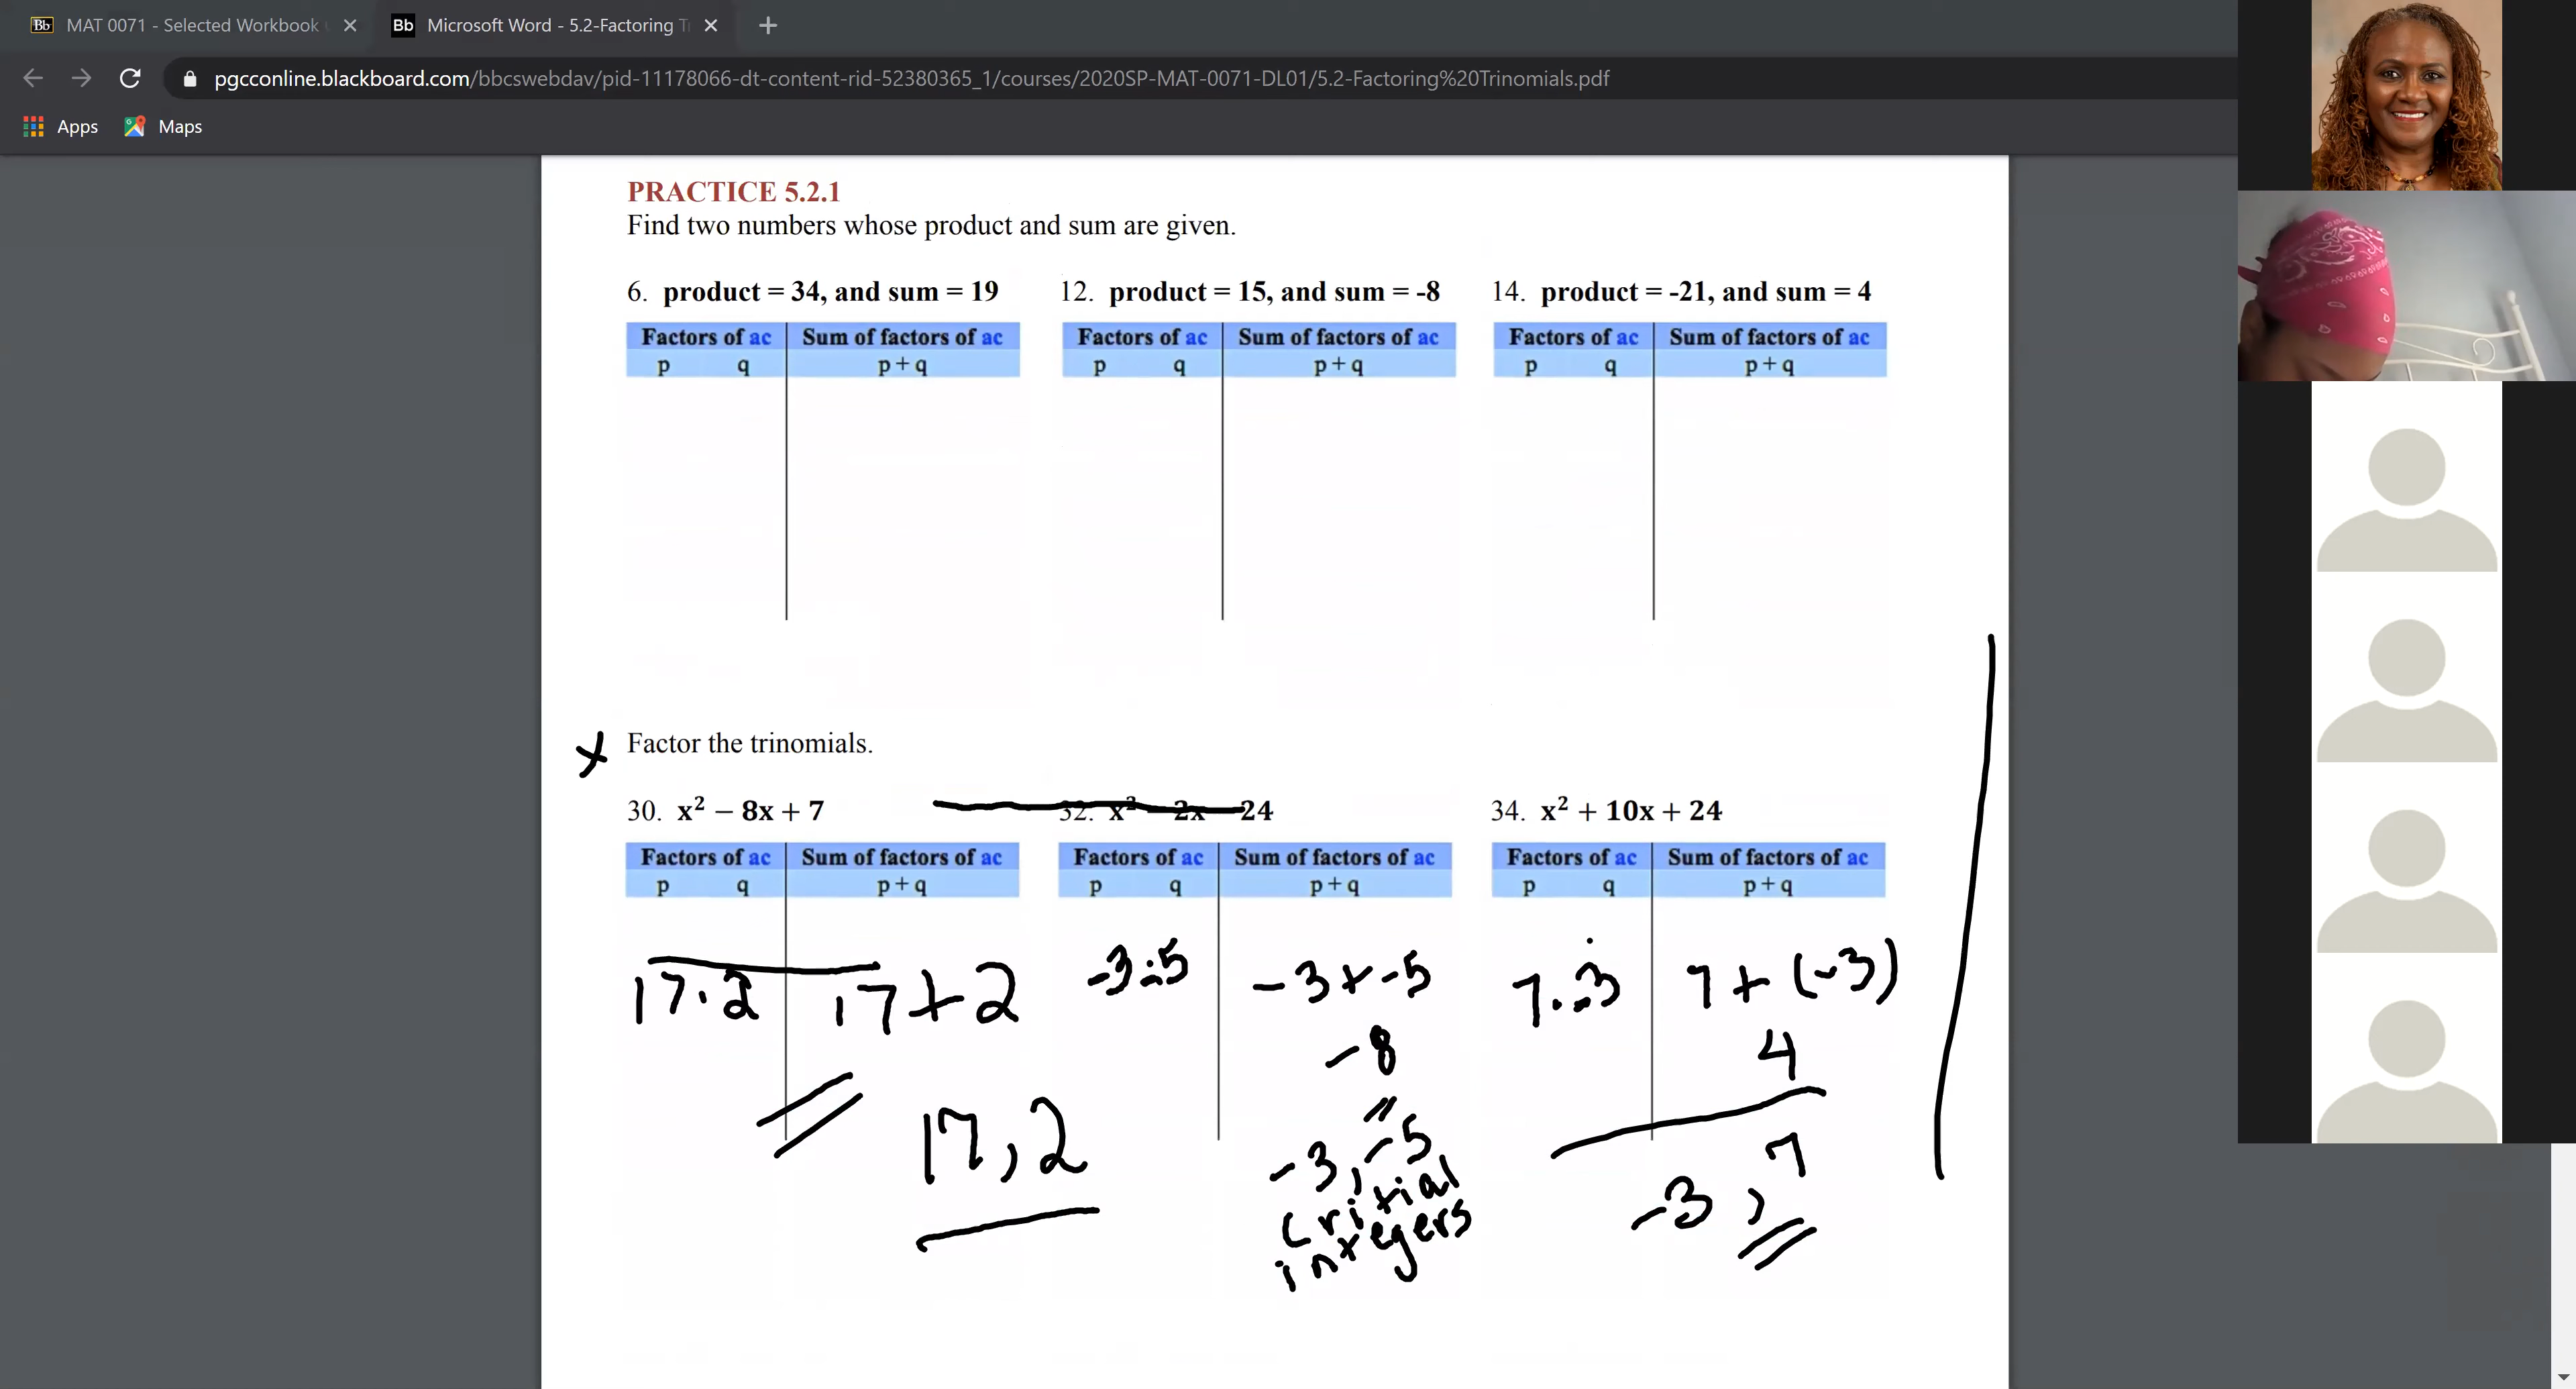 MAT 0071 - Selected Workbook
Microsoft Word - 5.2-Factoring T
pgcconline.blackboard.com/bbcswebdav/pid-11178066-dt-content-rid-52380365_1/courses/2020SP-MAT-0071-DL01/5.2-Factoring%20Trinomials.pdf
Apps Maps
PRACTICE 5.2.1
Find two numbers whose product and sum are given.
6. product = 34, and sum = 19 12. product = 15, and sum = -8 14. product = -21, and sum = 4
Factors of ac Sum of factors of ac Factors of ac Sum of factors of ac Factors of ac Sum of factors of ac
p q p + q p q p + q p q p + q
x Factor the trinomials.
30. x² − 8x + 7 32. x² − 2x − 24 34. x² + 10x + 24
Factors of ac Sum of factors of ac Factors of ac Sum of factors of ac Factors of ac Sum of factors of ac
p q p + q p q p + q p q p + q
17·2 17+2 -3·-5 -3+-5 7·-3 7+(-3)
-8 4
17,2 -3,-5 -3,7
critial
integers